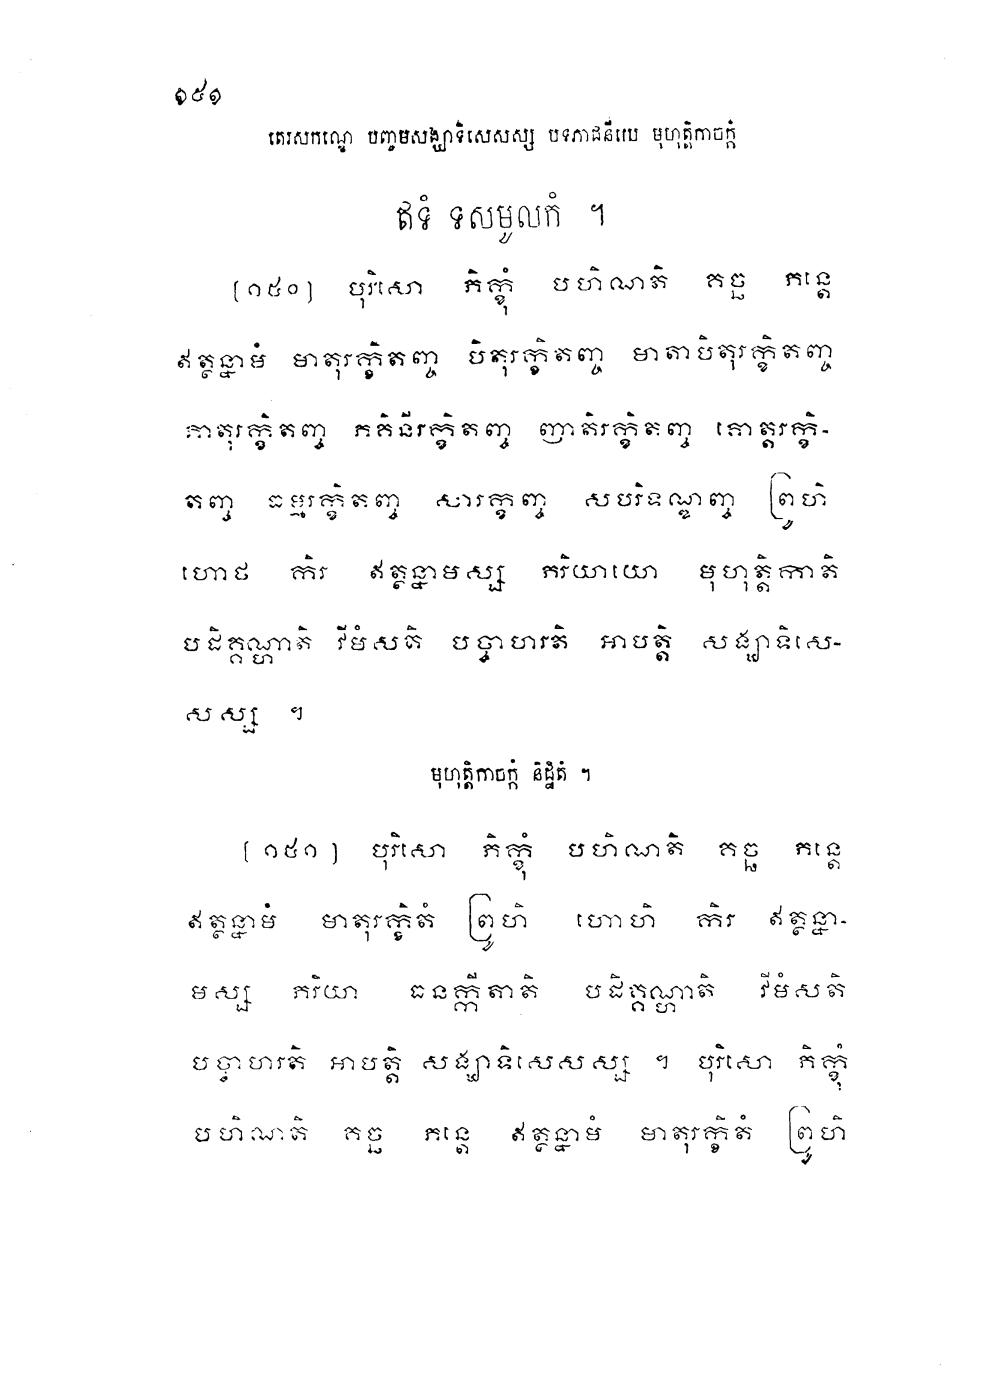 ១៥១
តេរសកណ្ឌេ បញ្ចមសង្ឃាទិសេសស្ស បទភាជនីយេ មុហុត្តិកាចក្កំ
ឥទំ ទសមូលកំ ។
[១៥០] បុរិសោ ភិក្ខុំ បហិណតិ គច្ឆ ភន្តេ
ឥត្ថន្នាមំ មាតុរក្ខិតញ្ច បិតុរក្ខិតញ្ច មាតាបិតុរក្ខិតញ្ច
ភាតុរក្ខិតញ្ច ភគិនីរក្ខិតញ្ច ញាតិរក្ខិតញ្ច គោត្តរក្ខិ-
តញ្ច ធម្មរក្ខិតញ្ច សារក្ខញ្ច សបរិទណ្ឌញ្ច ព្រូហិ
ហោថ កិរ ឥត្ថន្នាមស្ស ភរិយាយោ មុហុត្តិកាតិ
បដិគ្គណ្ហាតិ វីមំសតិ បច្ចាហរតិ អាបត្តិ សង្ឃាទិសេ-
សស្ស ។
មុហុត្តិកាចក្កំ និដ្ឋិតំ ។
[១៥១] បុរិសោ ភិក្ខុំ បហិណតិ គច្ឆ ភន្តេ
ឥត្ថន្នាមំ មាតុរក្ខិតំ ព្រូហិ ហោហិ កិរ ឥត្ថន្នា-
មស្ស ភរិយា ធនក្កីតាតិ បដិគ្គណ្ហាតិ វីមំសតិ
បច្ចាហរតិ អាបត្តិ សង្ឃាទិសេសស្ស ។ បុរិសោ ភិក្ខុំ
បហិណតិ គច្ឆ ភន្តេ ឥត្ថន្នាមំ មាតុរក្ខិតំ ព្រូហិ